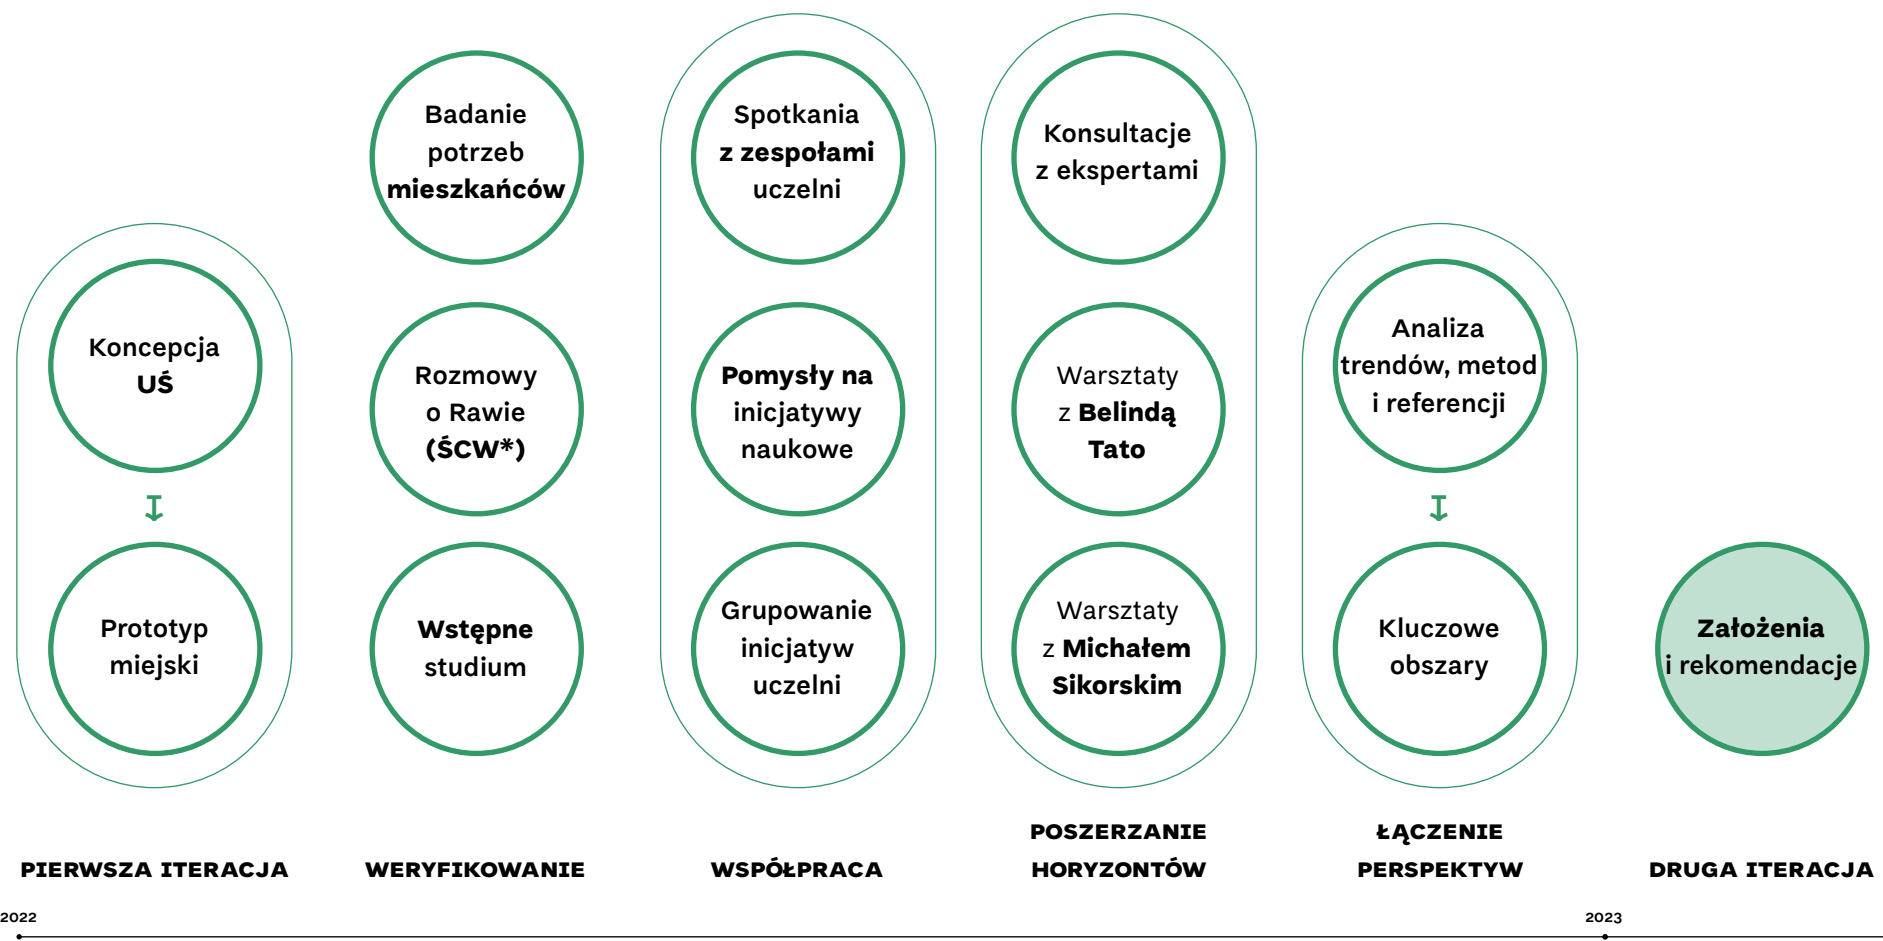 Koncepcja
UŚ
Prototyp
miejski
PIERWSZA ITERACJA
Badanie
potrzeb
mieszkańców
Rozmowy
o Rawie
(ŚCW*)
Wstępne
studium
WERYFIKOWANIE
Spotkania
z zespołami
uczelni
Pomysły na
inicjatywy
naukowe
Grupowanie
inicjatyw
uczelni
WSPÓŁPRACA
Konsultacje
z ekspertami
Warsztaty
z Belindą
Tato
Warsztaty
z Michałem
Sikorskim
POSZERZANIE
HORYZONTÓW
Analiza
trendów, metod
i referencji
Kluczowe
obszary
ŁĄCZENIE
PERSPEKTYW
Założenia
i rekomendacje
DRUGA ITERACJA
2022
2023